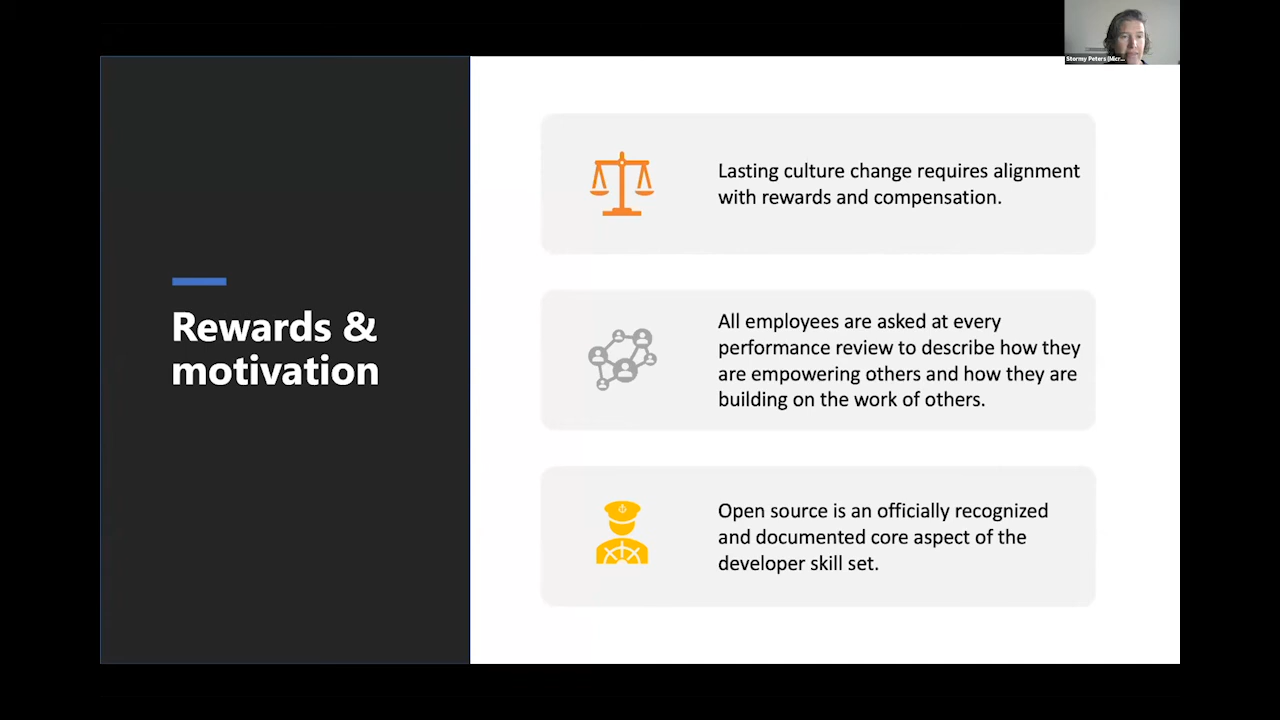 Stormy Peters (Micr...
Rewards &
motivation
Lasting culture change requires alignment
with rewards and compensation.
All employees are asked at every
performance review to describe how they
are empowering others and how they are
building on the work of others.
Open source is an officially recognized
and documented core aspect of the
developer skill set.